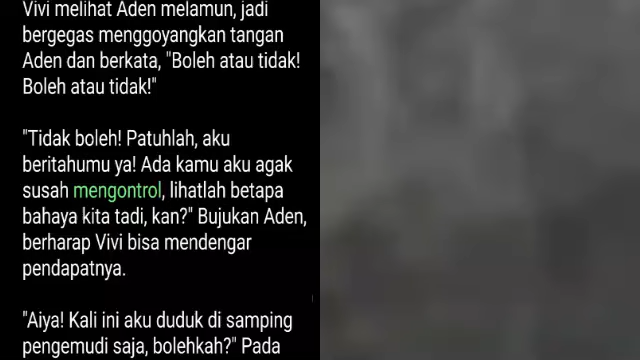 Vivi melihat Aden melamun, jadi
bergegas menggoyangkan tangan
Aden dan berkata, "Boleh atau tidak!
Boleh atau tidak!"
"Tidak boleh! Patuhlah, aku
beritahumu ya! Ada kamu aku agak
susah mengontrol, lihatlah betapa
bahaya kita tadi, kan?" Bujukan Aden,
berharap Vivi bisa mendengar
pendapatnya.
"Aiya! Kali ini aku duduk di samping
pengemudi saja, bolehkah?" Pada